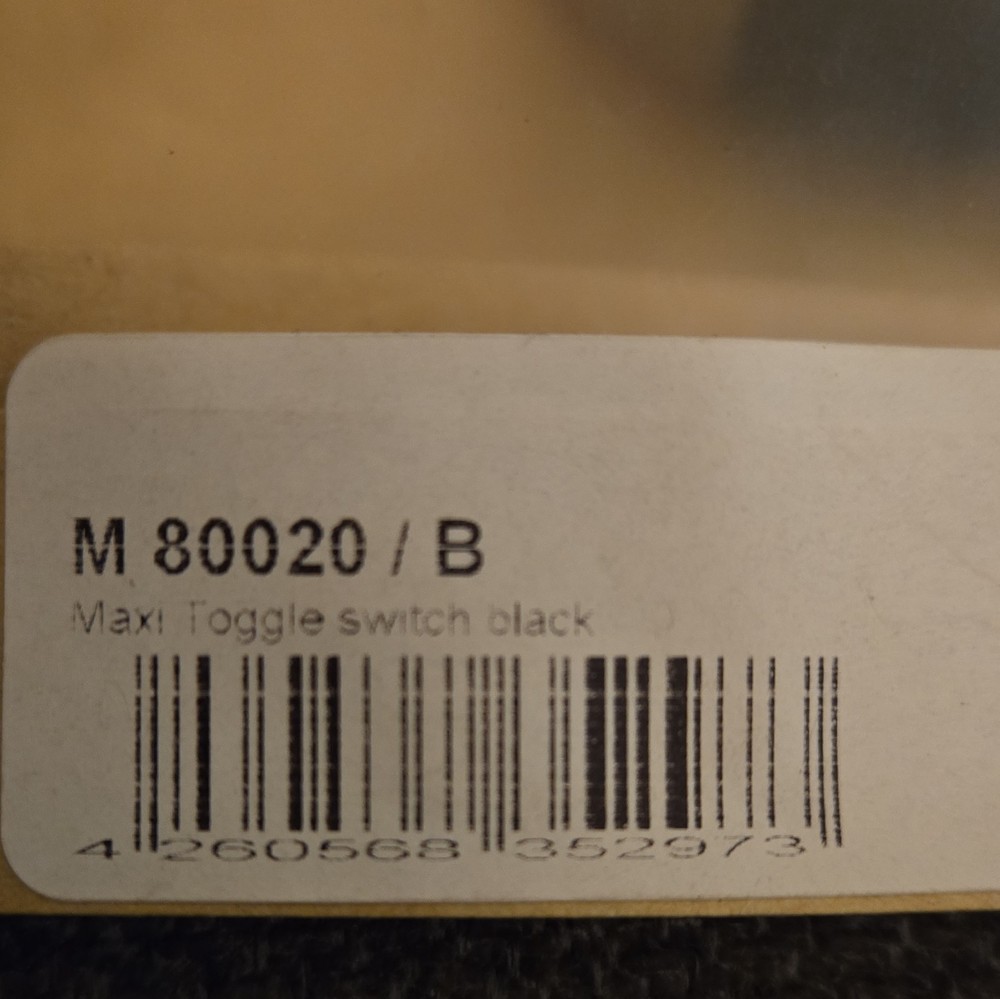 M 80020 / B
Maxi Toggle switch black
4 260568 352973